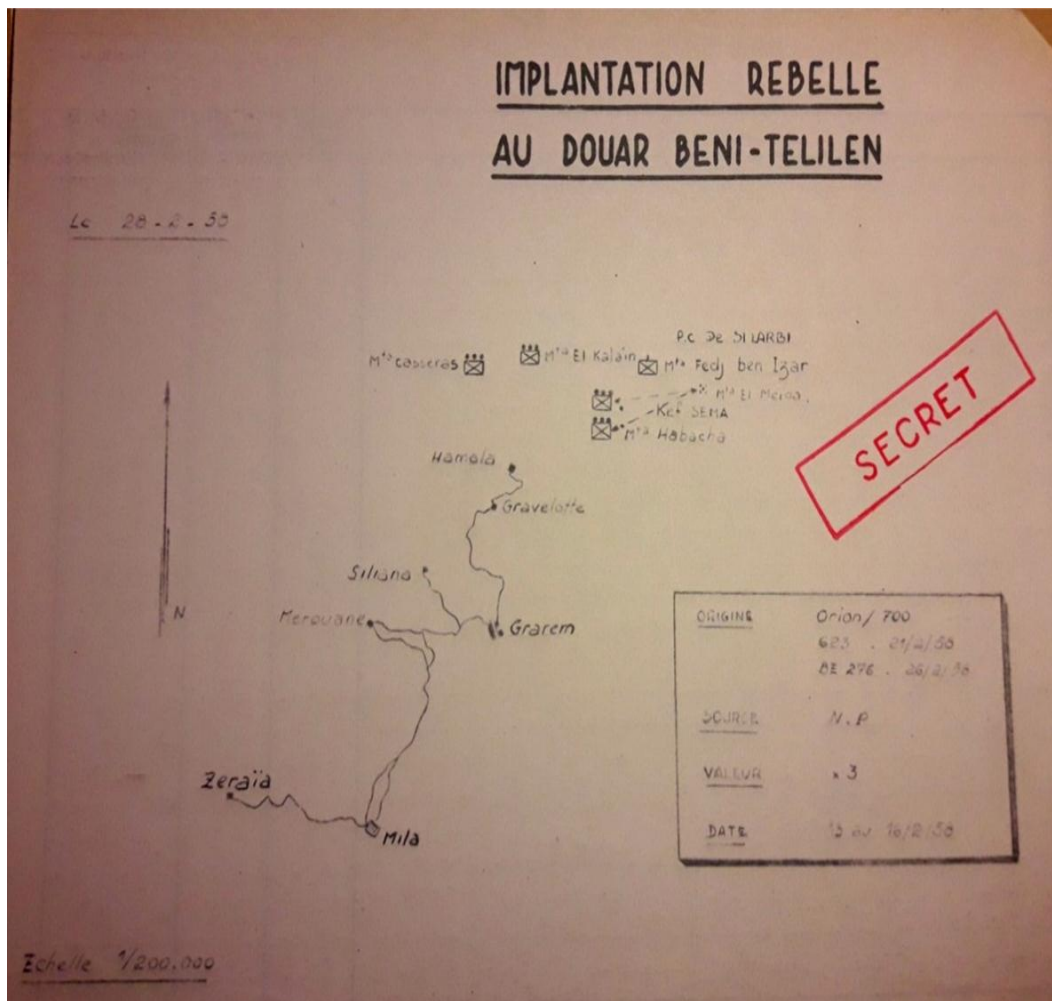 IMPLANTATION REBELLE
AU DOUAR BENI-TELILEN
Le 28-2-58
P.C De SI LARBI
Mta Casseras
Mta El Kalain
Mta Fedj ben Izar
Mta El Merdj
Kef SEMA
Mta Habacha
SECRET
Hamala
Gravelotte
Siliana
Merouane
Grarem
N
ORIGINE Orion/700
623 . 21/2/58
BE 276 . 26/2/58
SOURCE N.P
VALEUR x 3
DATE 15 au 16/2/58
Zeraïa
Mila
Echelle 1/200.000